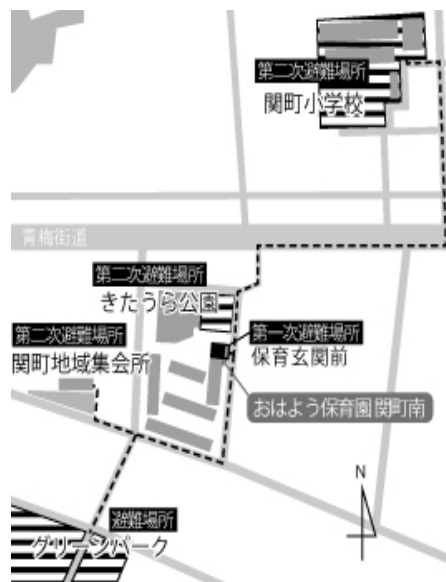 第二次避難場所
関町小学校
青梅街道
第二次避難場所
きたうら公園
第二次避難場所
関町地域集会所
第一次避難場所
保育玄関前
おはよう保育園 関町南
N
避難場所
グリーンパーク